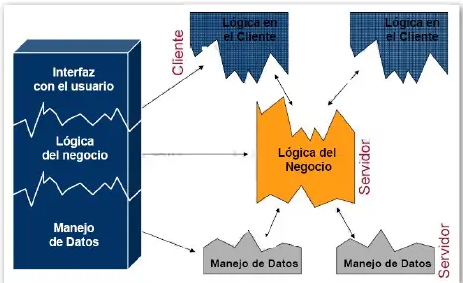 Interfaz
con el usuario
Lógica
del negocio
Manejo
de Datos
Cliente
Lógica en
el Cliente
Lógica en
el Cliente
Lógica del
Negocio
Servidor
Manejo de Datos
Manejo de Datos
Servidor